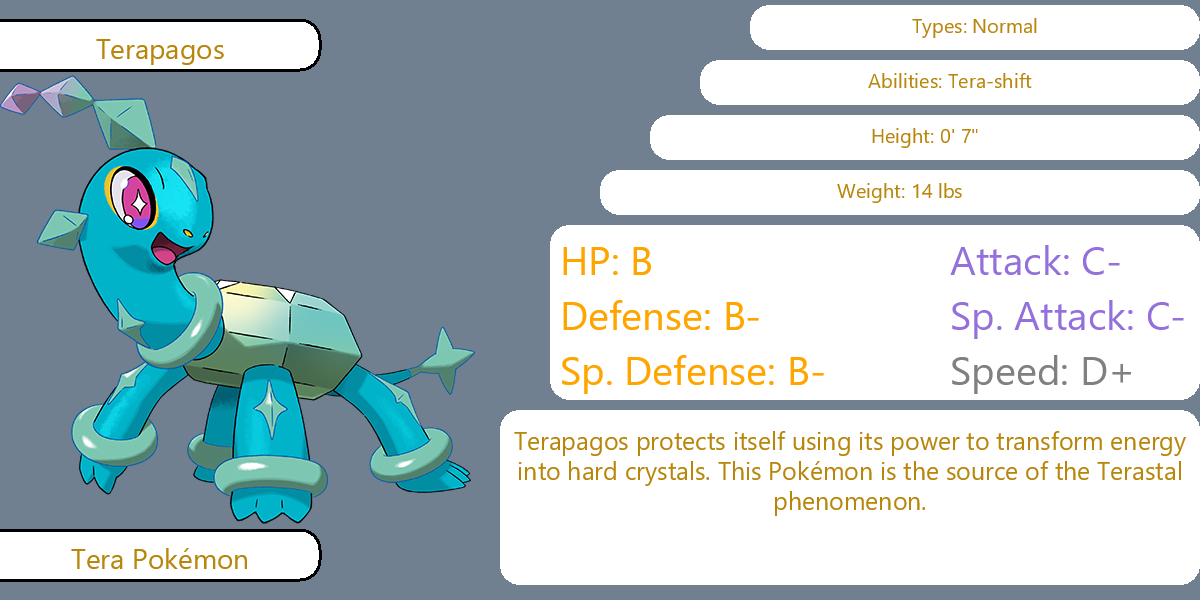 Terapagos
Types: Normal
Abilities: Tera-shift
Height: 0' 7"
Weight: 14 lbs
HP: B
Attack: C-
Defense: B-
Sp. Attack: C-
Sp. Defense: B-
Speed: D+
Terapagos protects itself using its power to transform energy
into hard crystals. This Pokémon is the source of the Terastal
phenomenon.
Tera Pokémon